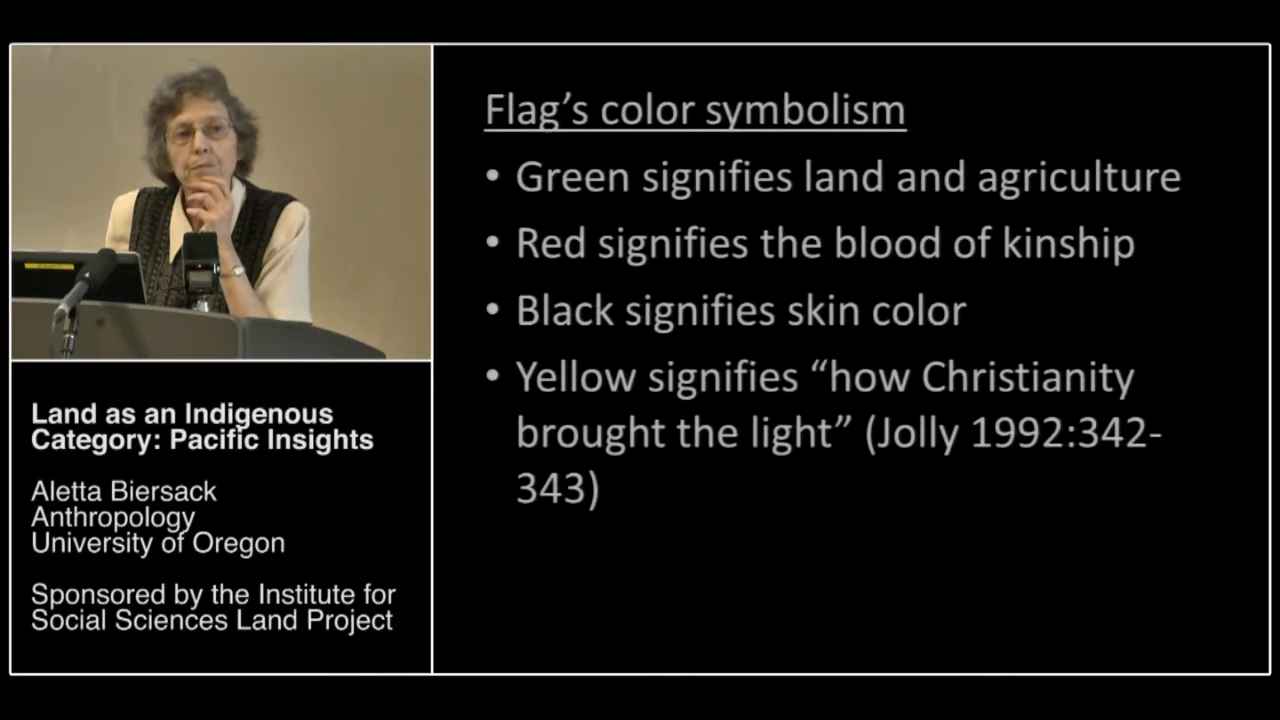 Flag’s color symbolism
• Green signifies land and agriculture
• Red signifies the blood of kinship
• Black signifies skin color
• Yellow signifies “how Christianity
brought the light” (Jolly 1992:342-
343)
Land as an Indigenous
Category: Pacific Insights
Aletta Biersack
Anthropology
University of Oregon
Sponsored by the Institute for
Social Sciences Land Project